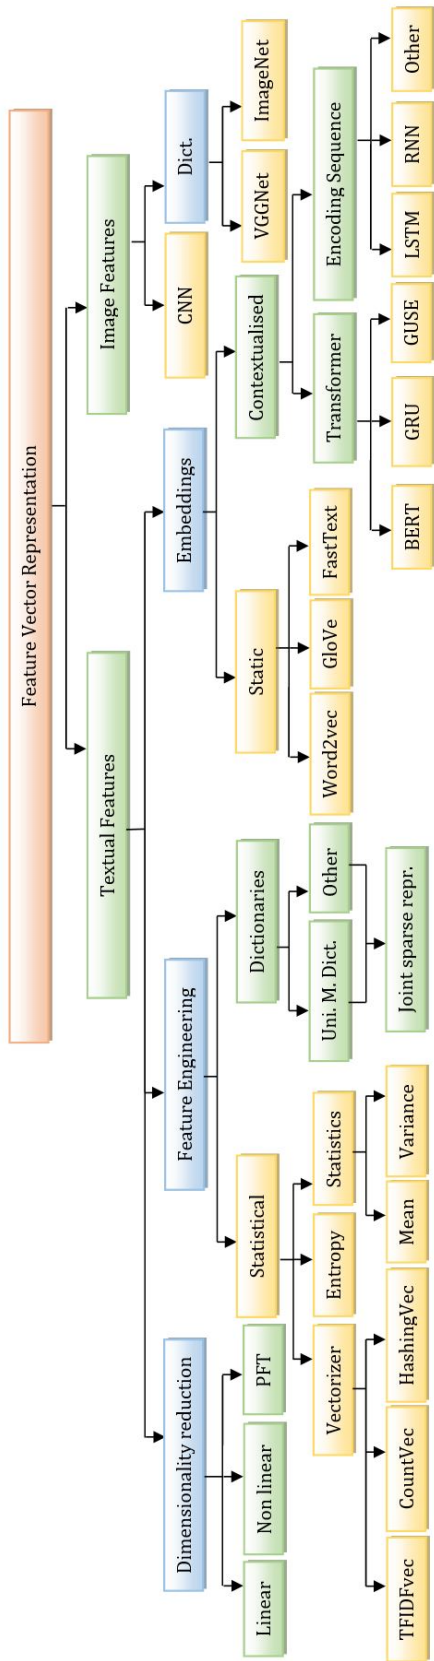 Feature Vector Representation
Textual Features
Image Features
Dimensionality reduction
Feature Engineering
Embeddings
CNN
Dict.
Linear
Non linear
PFT
Statistical
Dictionaries
Static
Contextualised
VGGNet
ImageNet
Vectorizer
Entropy
Statistics
Uni. M. Dict.
Other
Word2vec
GloVe
FastText
Transformer
Encoding Sequence
TFIDFvec
CountVec
HashingVec
Mean
Variance
Joint sparse repr.
BERT
GRU
GUSE
LSTM
RNN
Other